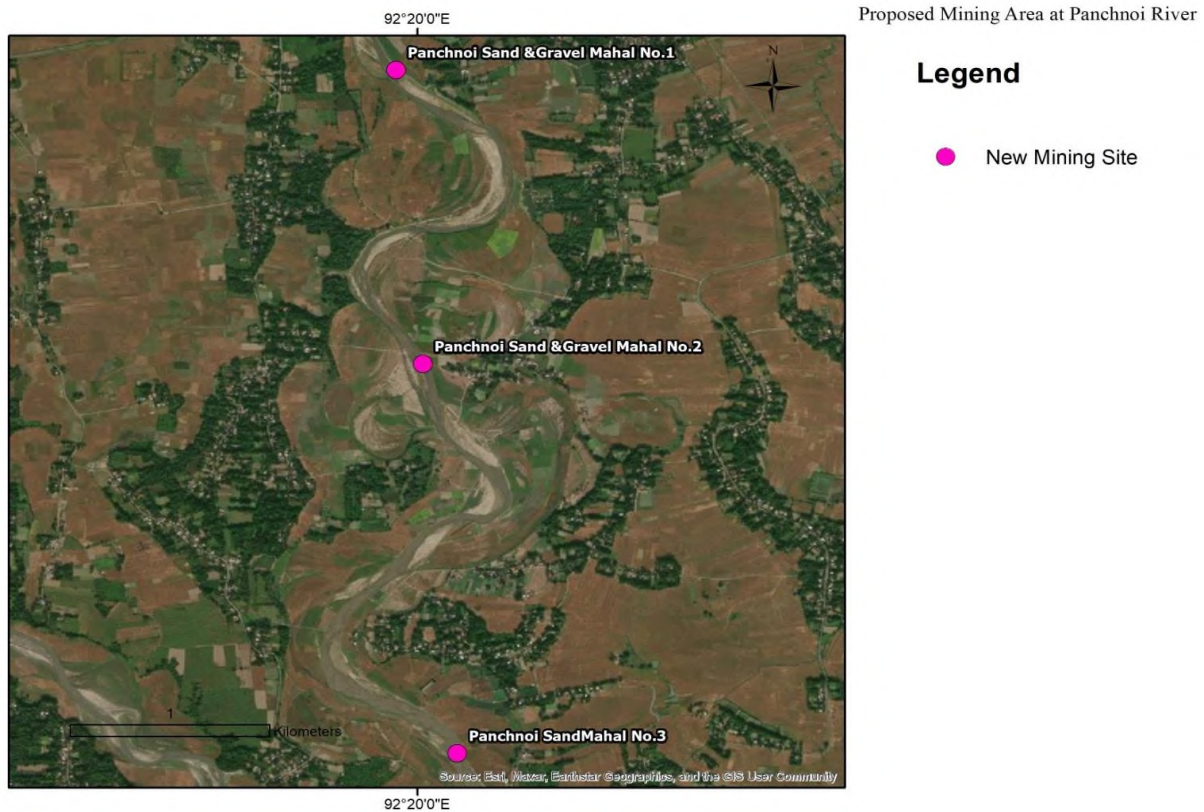 Proposed Mining Area at Panchnoi River
92°20'0"E
Panchnoi Sand &Gravel Mahal No.1
N
Legend
New Mining Site
Panchnoi Sand &Gravel Mahal No.2
1
Kilometers
Panchnoi SandMahal No.3
Source: Esri, Maxar, Earthstar Geographics, and the GIS User Community
92°20'0"E